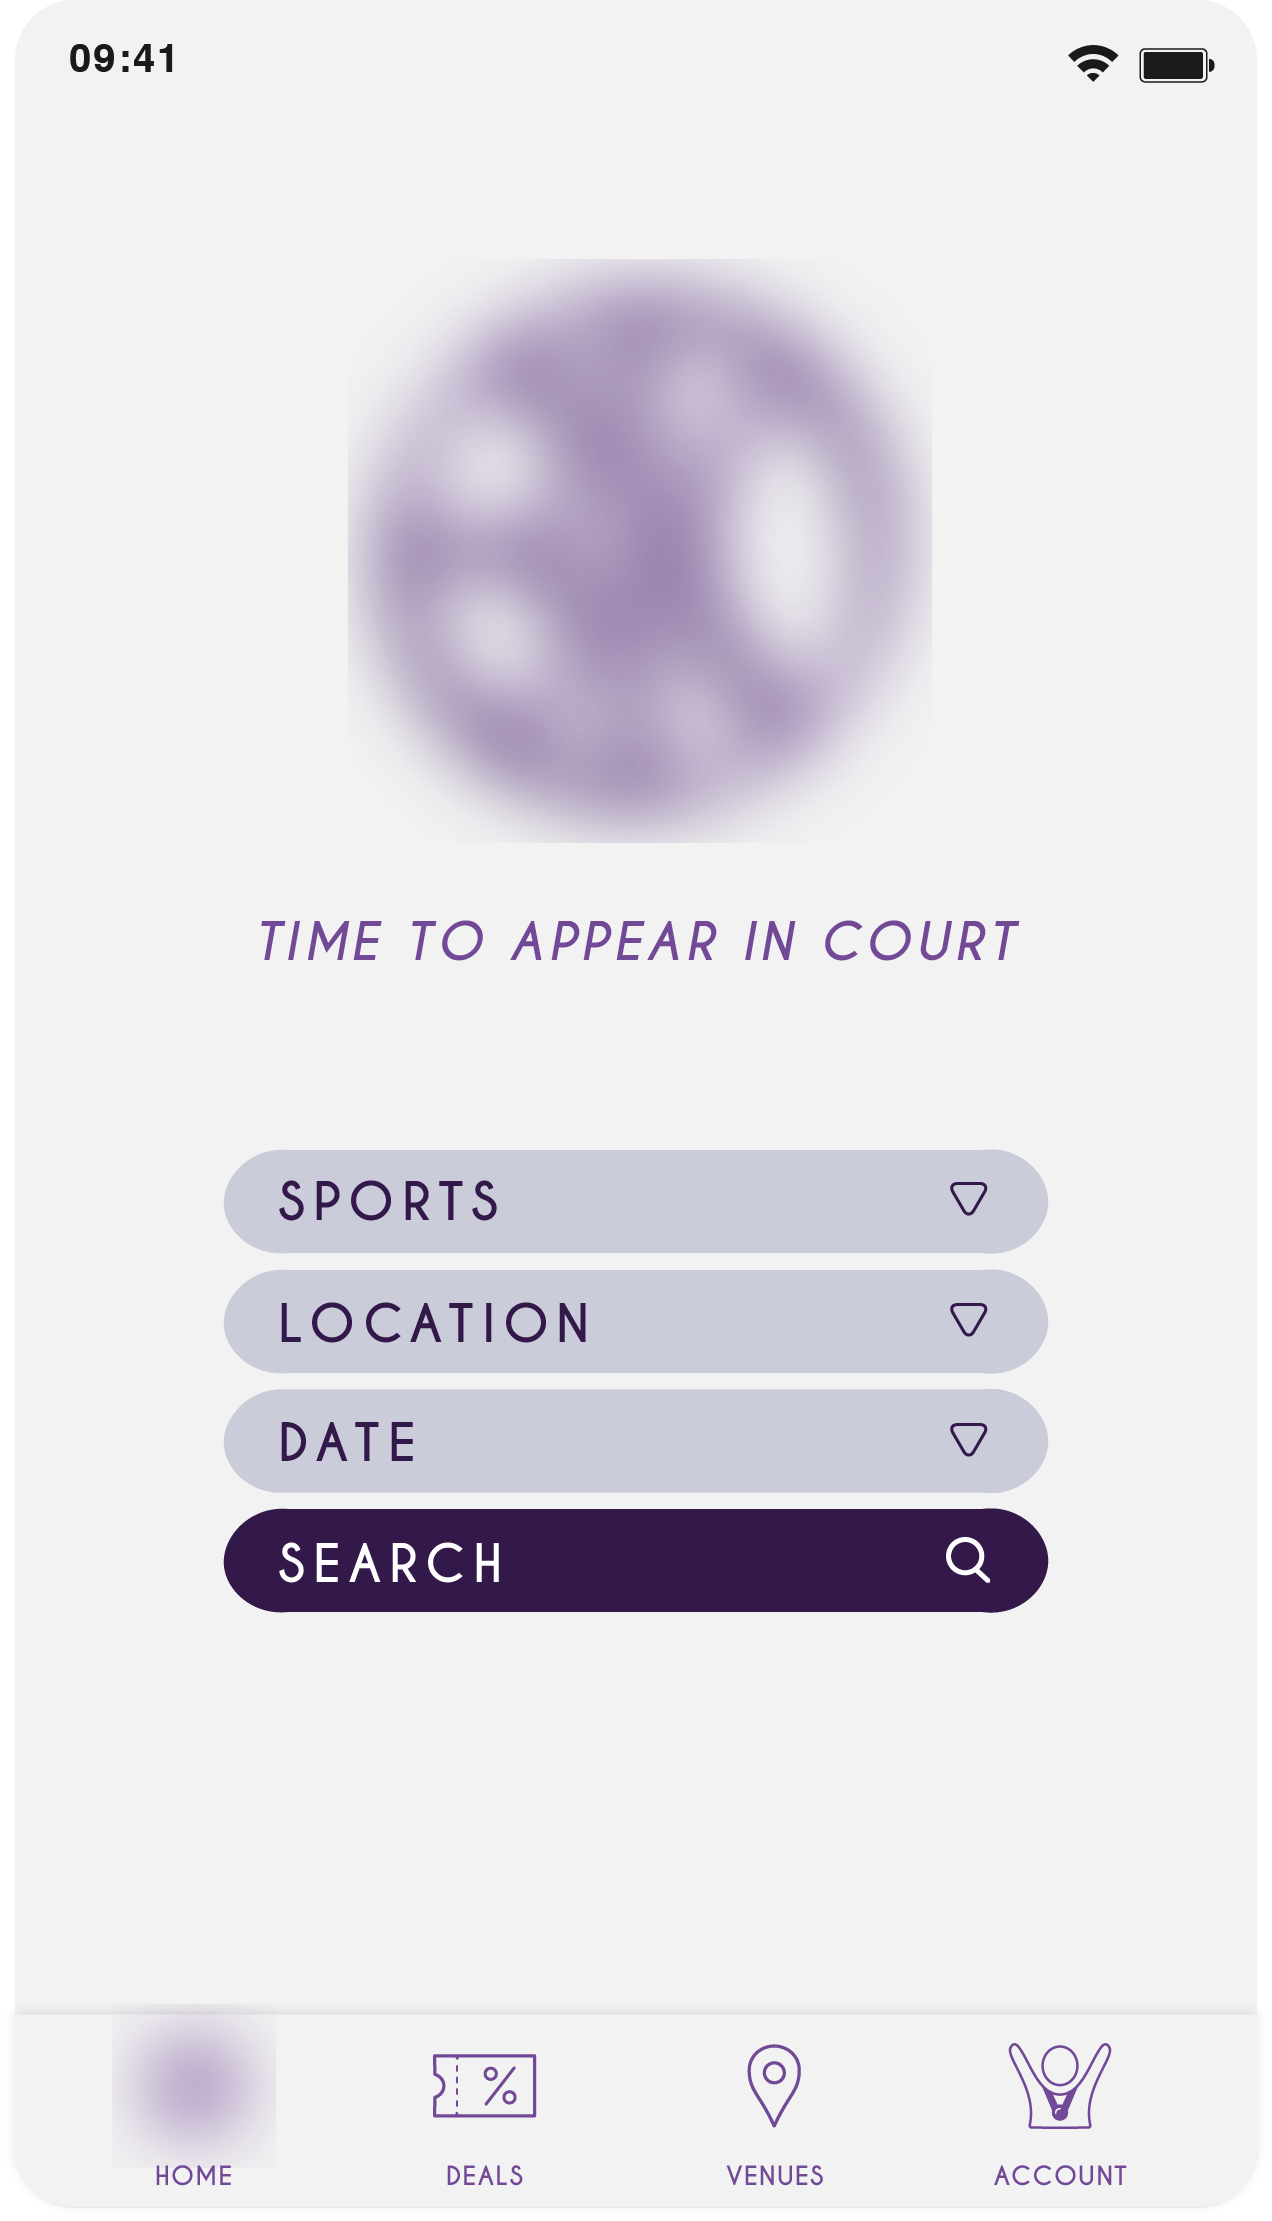 09:41
TIME TO APPEAR IN COURT
SPORTS
LOCATION
DATE
SEARCH
HOME
DEALS
VENUES
ACCOUNT